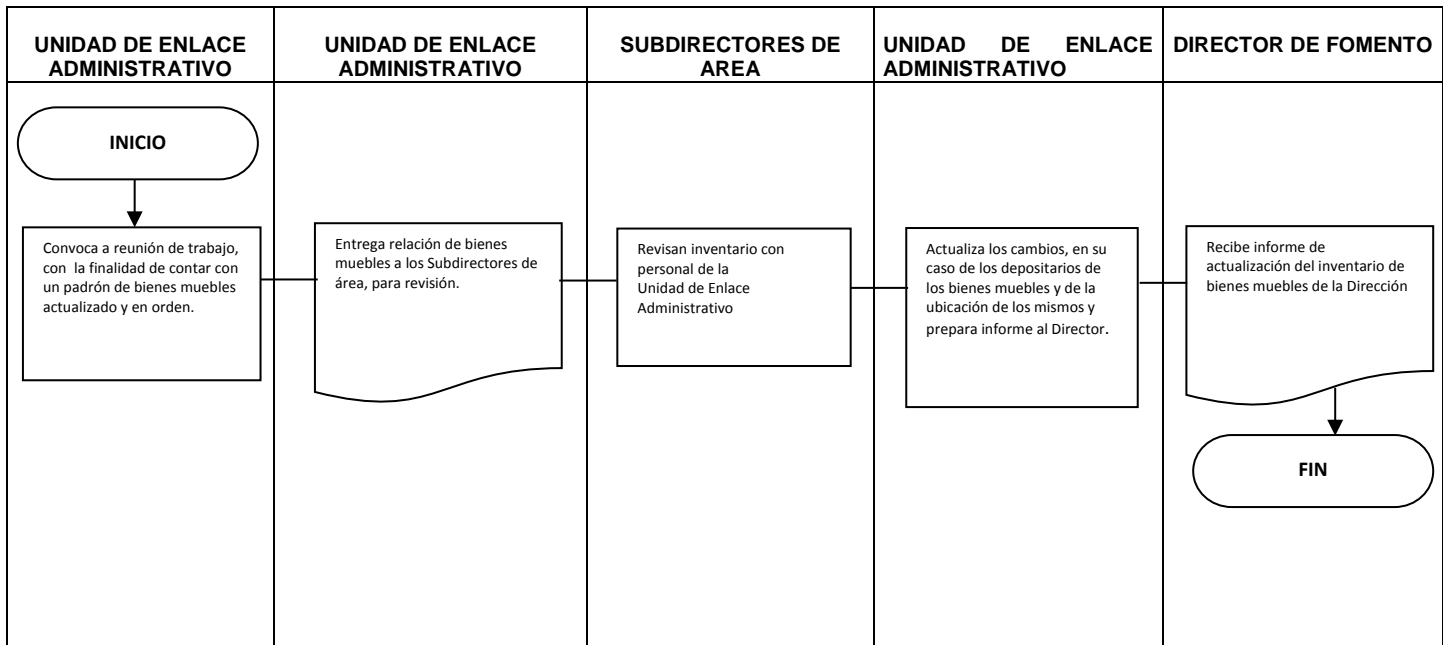 UNIDAD DE ENLACE
ADMINISTRATIVO
UNIDAD DE ENLACE
ADMINISTRATIVO
SUBDIRECTORES DE
AREA
UNIDAD DE ENLACE
ADMINISTRATIVO
DIRECTOR DE FOMENTO
INICIO
Convoca a reunión de trabajo,
con la finalidad de contar con
un padrón de bienes muebles
actualizado y en orden.
Entrega relación de bienes
muebles a los Subdirectores de
área, para revisión.
Revisan inventario con
personal de la
Unidad de Enlace
Administrativo
Actualiza los cambios, en su
caso de los depositarios de
los bienes muebles y de la
ubicación de los mismos y
prepara informe al Director.
Recibe informe de
actualización del inventario de
bienes muebles de la Dirección
FIN